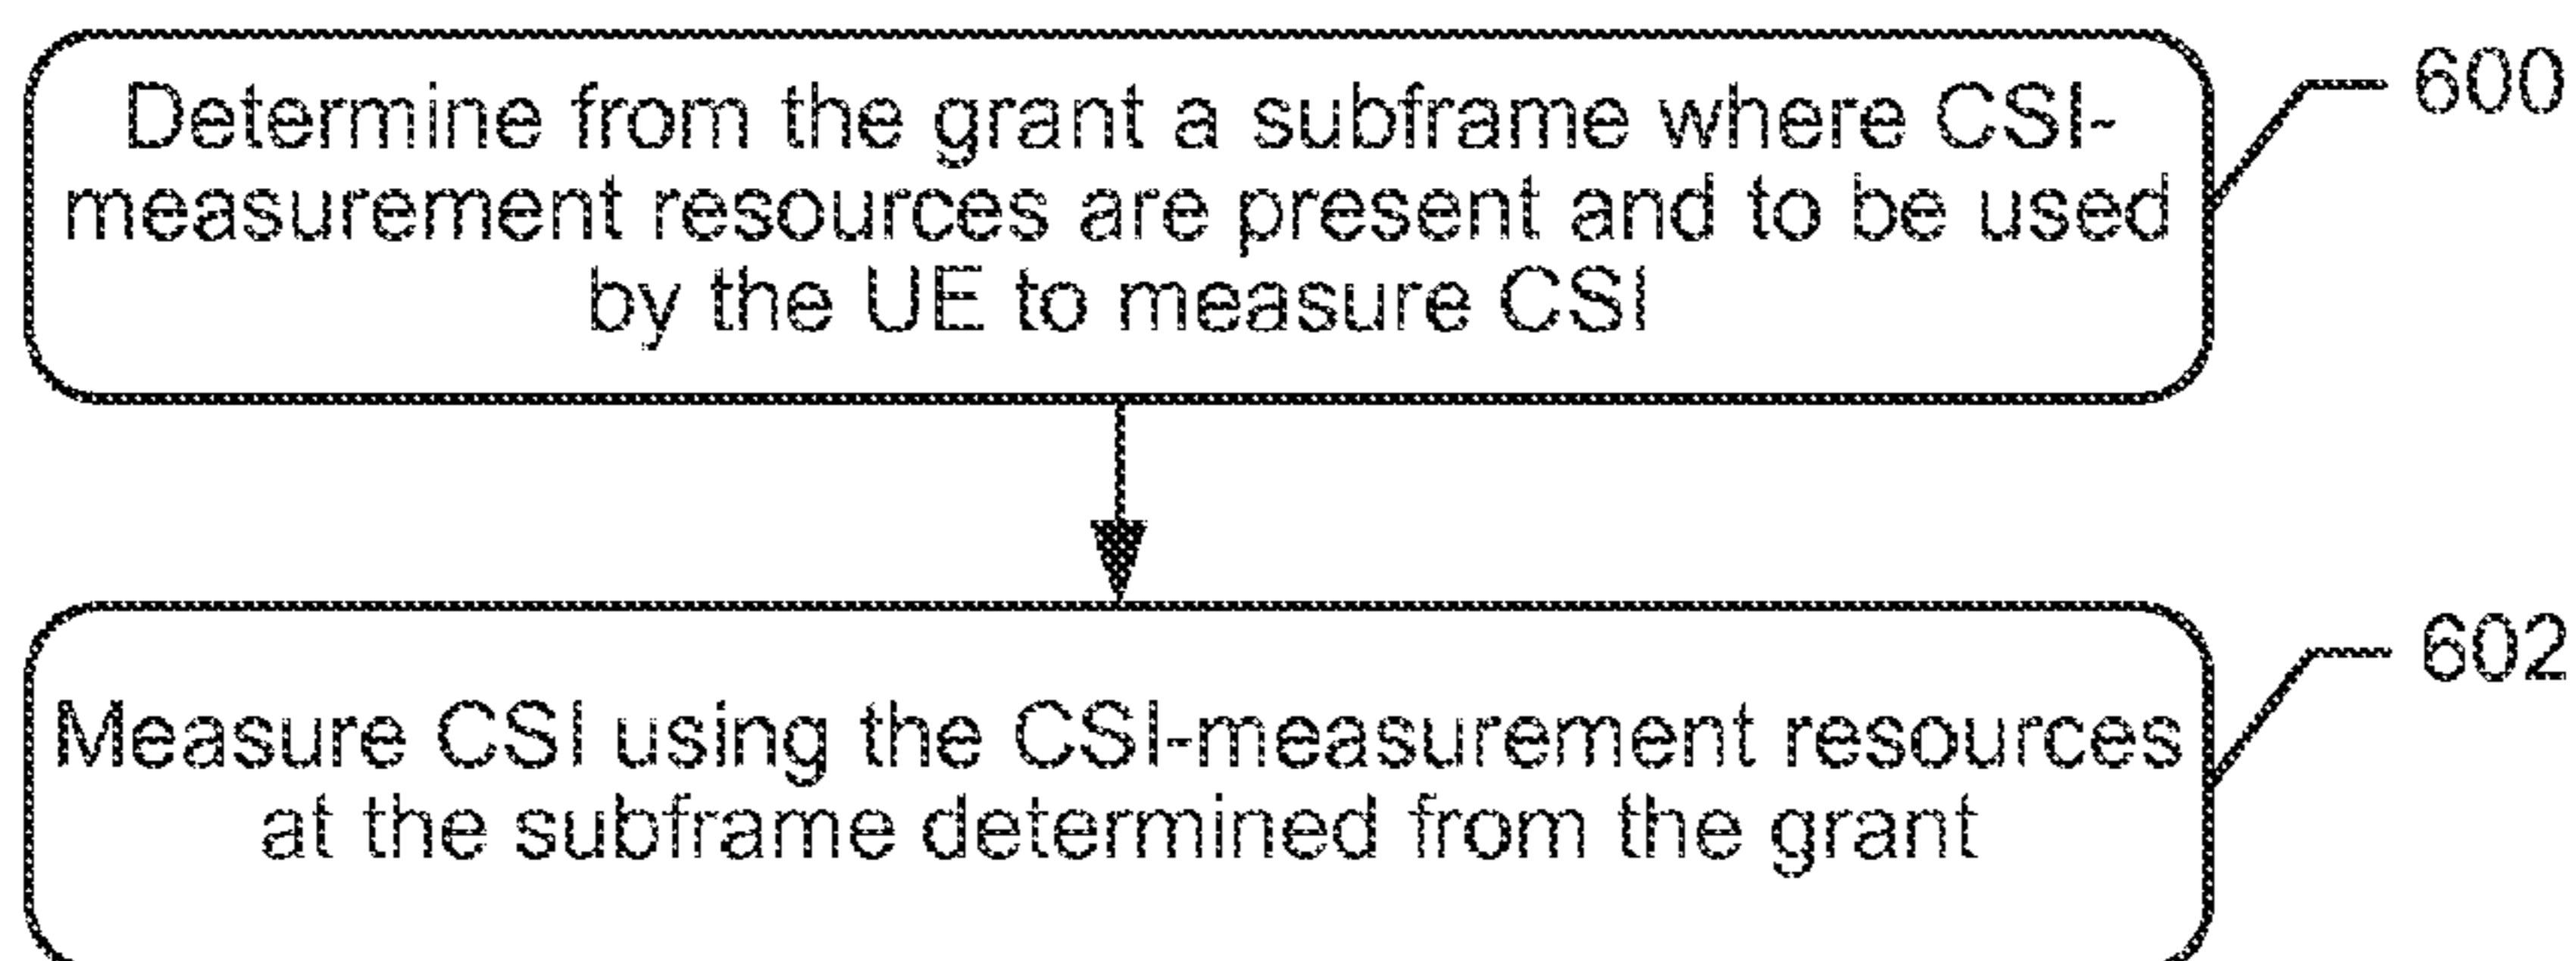 Determine from the grant a subframe where CSI-
measurement resources are present and to be used
by the UE to measure CSI
600
Measure CSI using the CSI-measurement resources
at the subframe determined from the grant
602